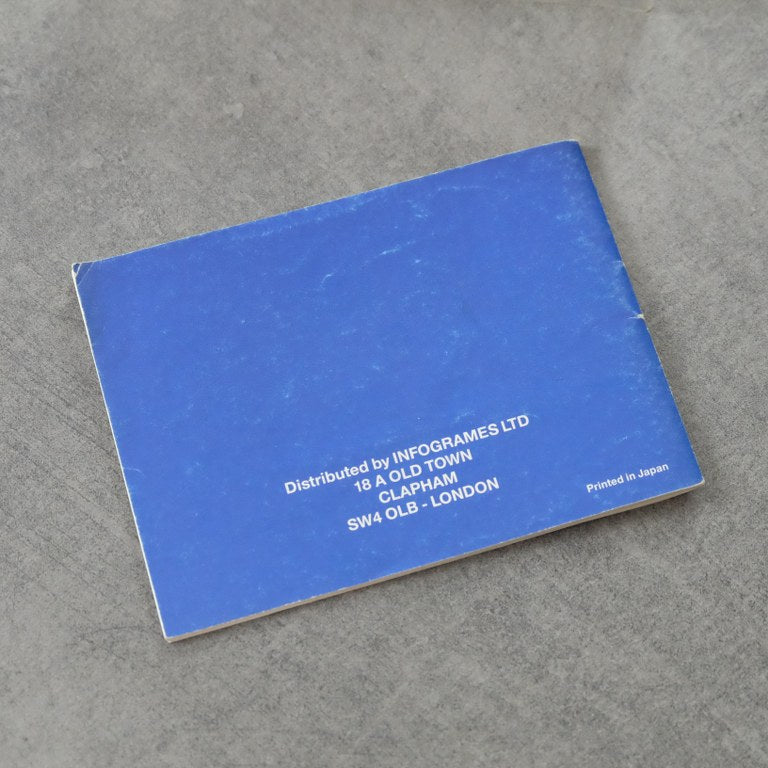 Distributed by INFOGRAMES LTD
18 A OLD TOWN
CLAPHAM
SW4 OLB - LONDON
Printed in Japan